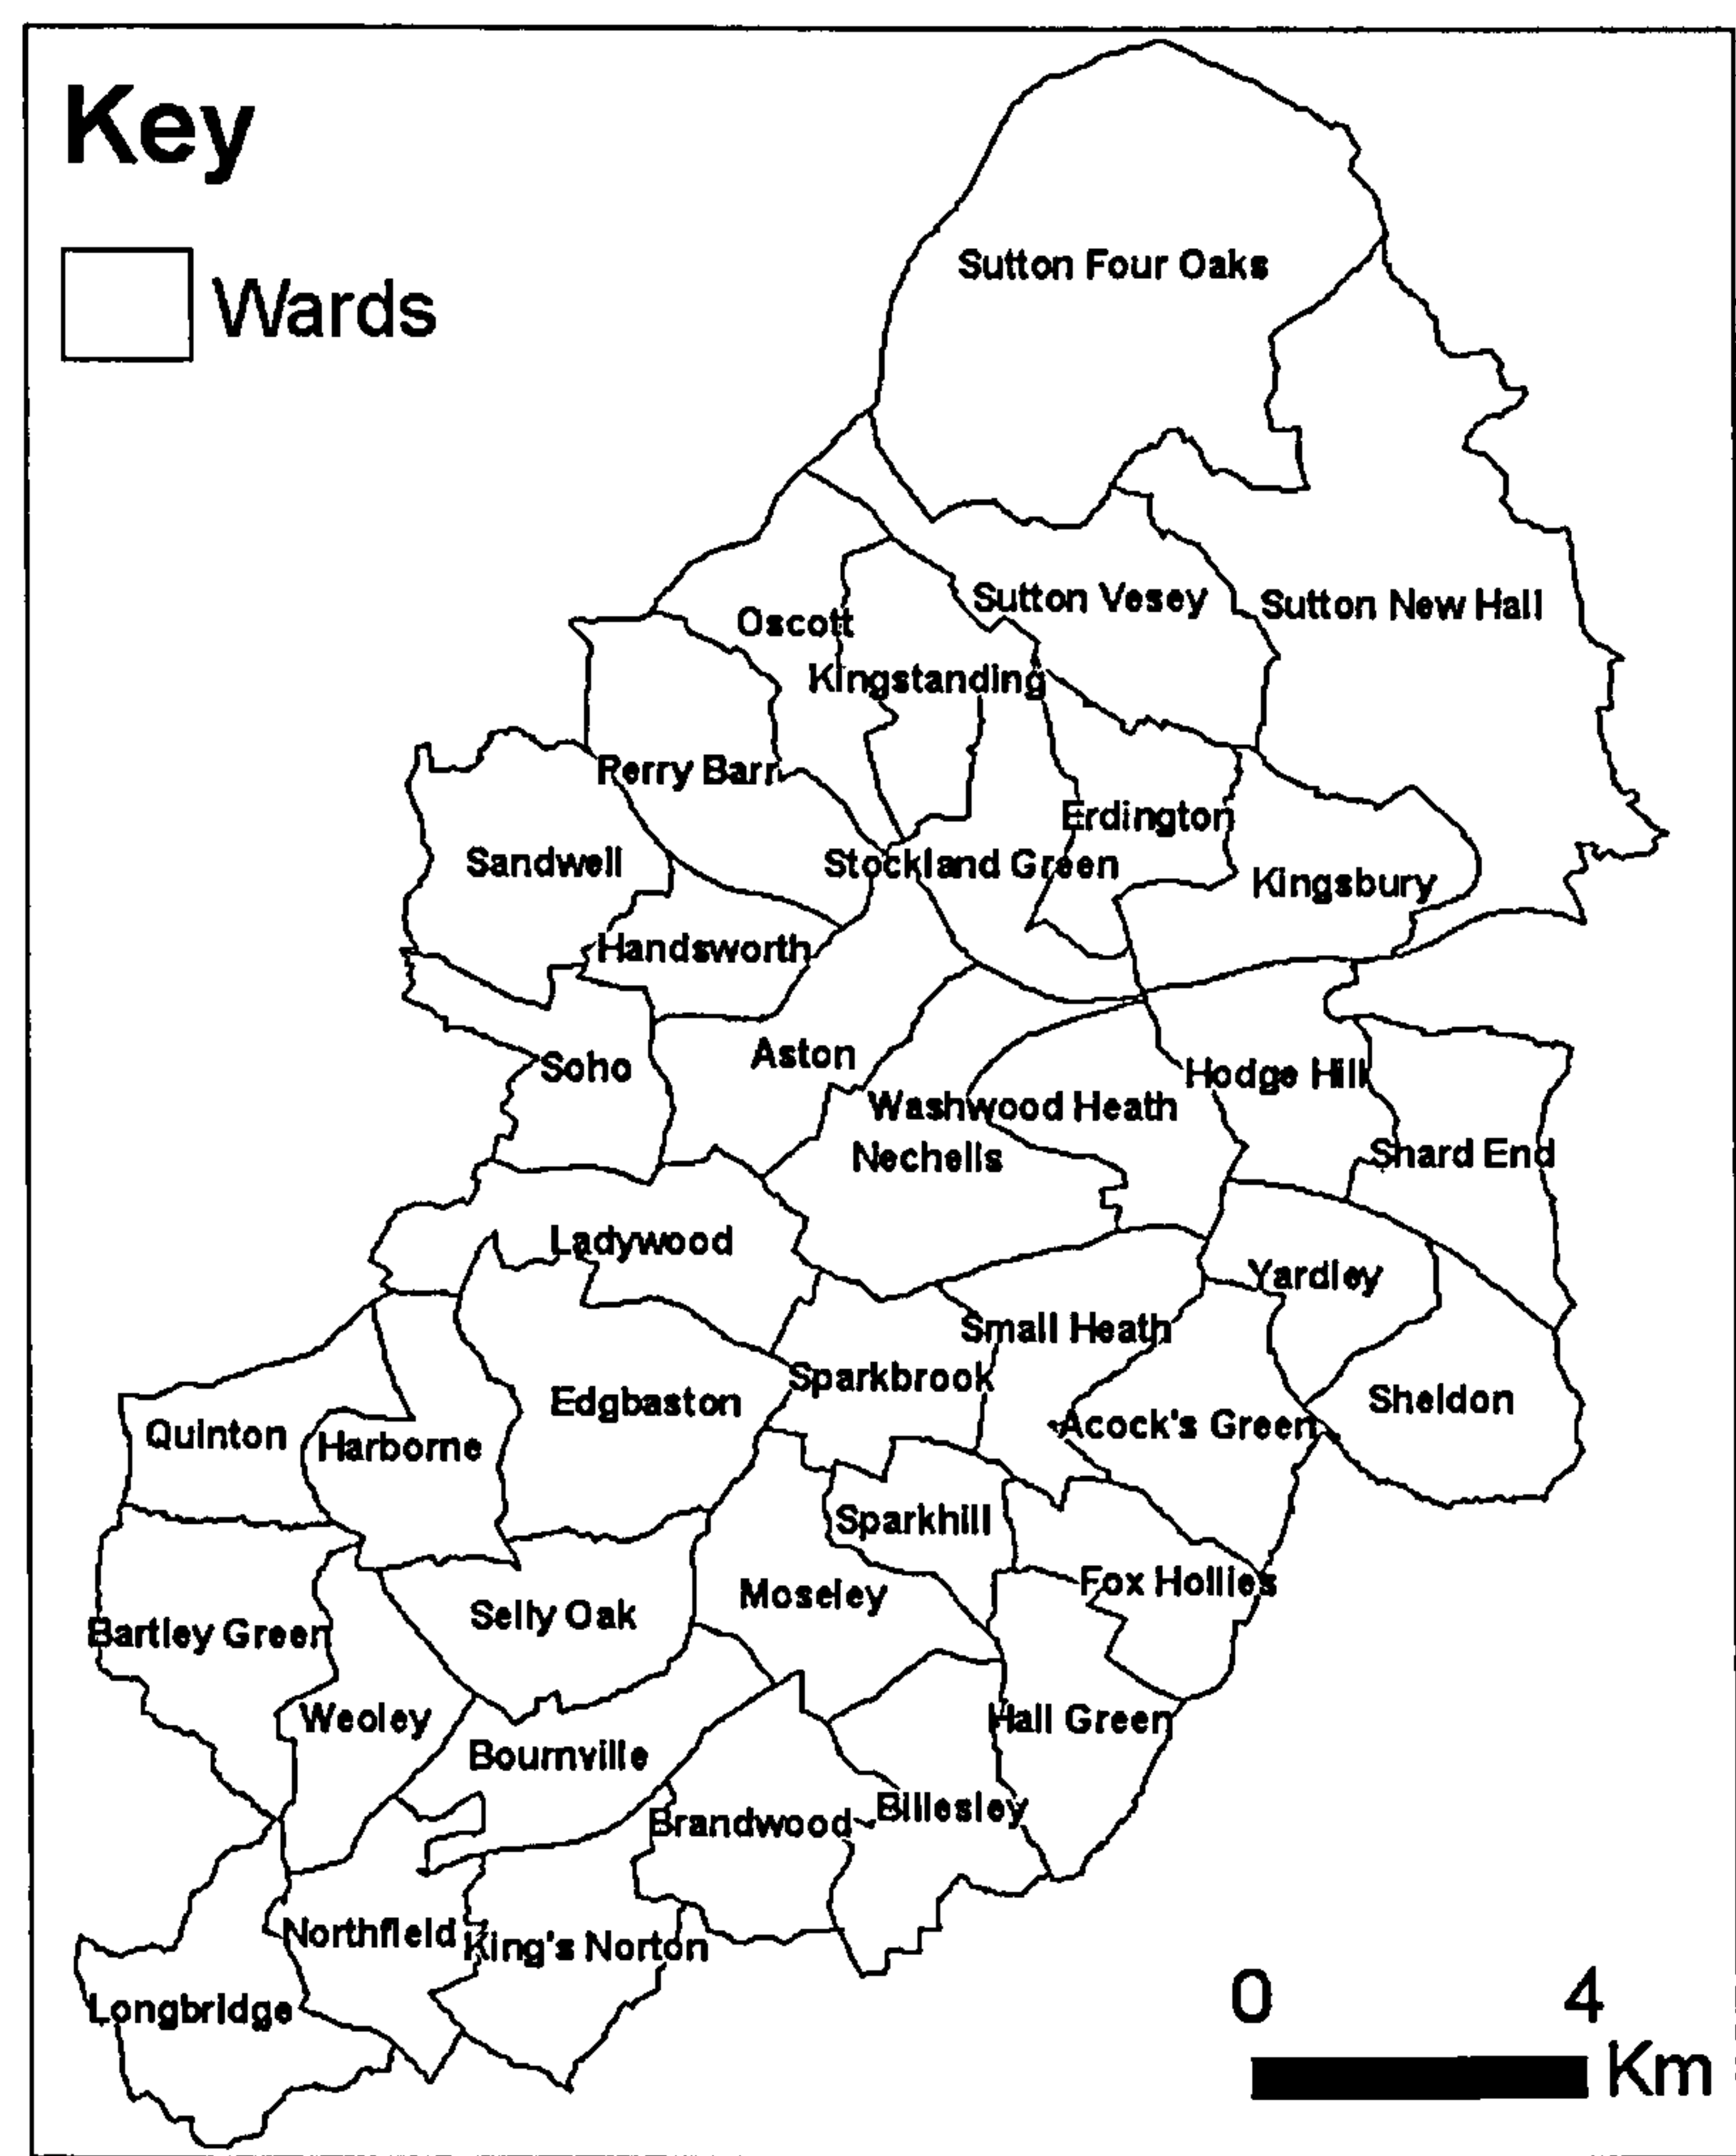 Key
Wards
Sutton Four Oaks
Sutton Vesey
Sutton New Hall
Oscott
Kingstanding
Perry Barr
Erdington
Sandwell
Stockland Green
Kingsbury
Handsworth
Aston
Soho
Hodge Hill
Washwood Heath
Nechells
Shard End
Ladywood
Yardley
Small Heath
Sparkbrook
Edgbaston
Sheldon
Acock's Green
Quinton
Harborne
Sparkhill
Fox Hollies
Moseley
Selly Oak
Bartley Green
Weoley
Hall Green
Bournville
Billesley
Brandwood
Northfield
King's Norton
Longbridge
0 4
Km